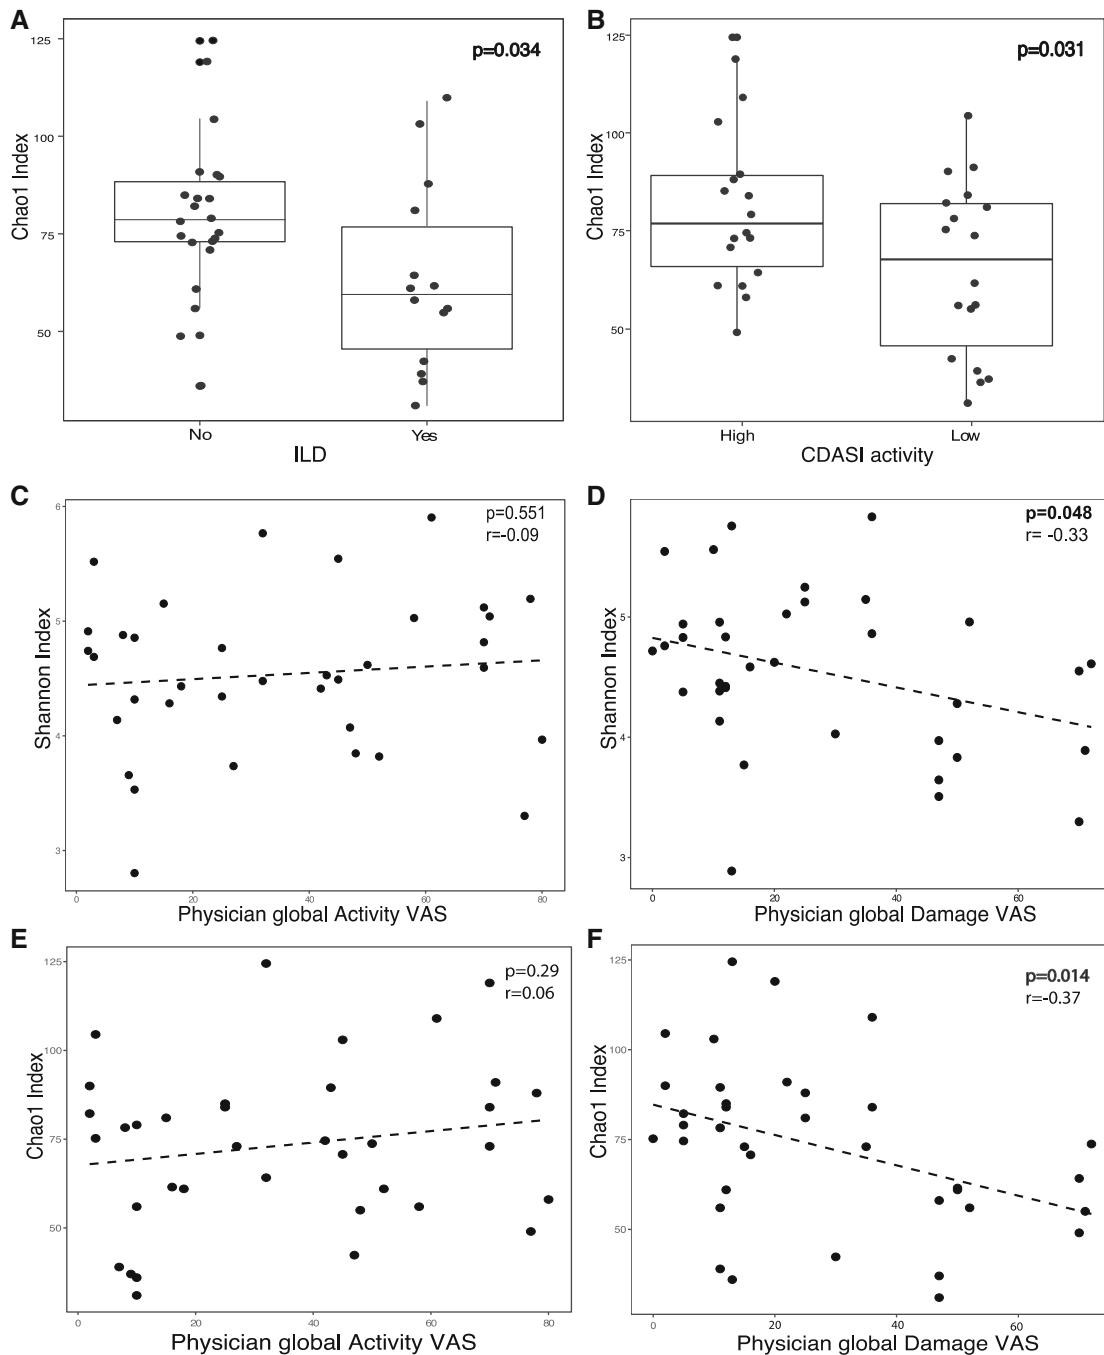 A
B
p=0.034
p=0.031
Chao1 Index
125
100
75
50
No
Yes
ILD
Chao1 Index
125
100
75
50
High
Low
CDASI activity
C
D
p=0.551
r=-0.09
p=0.048
r= -0.33
Shannon Index
6
5
4
3
0
20
40
60
80
Physician global Activity VAS
Shannon Index
5
4
3
0
20
40
60
Physician global Damage VAS
E
F
p=0.29
r=0.06
p=0.014
r=-0.37
Chao1 Index
125
100
75
50
0
20
40
60
80
Physician global Activity VAS
Chao1 Index
125
100
75
50
0
20
40
60
Physician global Damage VAS